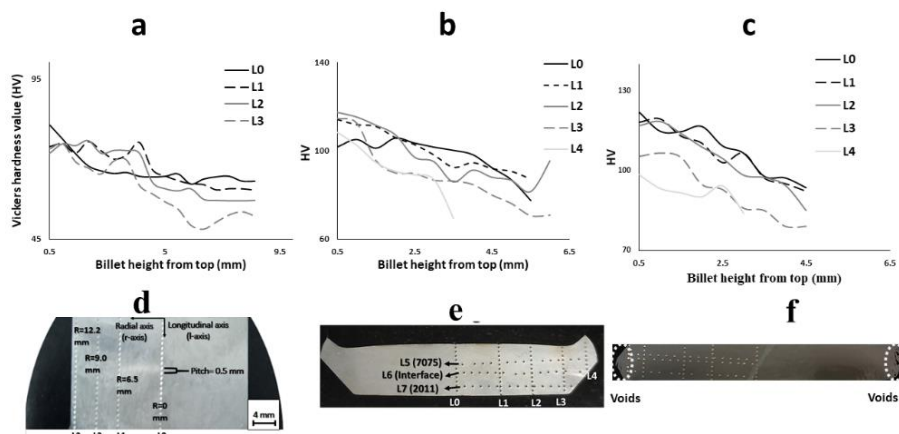 a
b
c
Vickers hardness value (HV)
95
45
0.5
5
9.5
Billet height from top (mm)
L0
L1
L2
L3
HV
140
100
60
0.5
2.5
4.5
6.5
Billet height from top (mm)
L0
L1
L2
L3
L4
HV
130
100
70
0.5
2.5
4.5
6.5
Billet height from top (mm)
L0
L1
L2
L3
L4
d
R=12.2
mm
R=9.0
mm
R=6.5
mm
R=0
mm
Radial axis
(r-axis)
Longitudinal axis
(l-axis)
Pitch= 0.5 mm
4 mm
e
L5 (7075)
L6 (Interface)
L7 (2011)
L0
L1
L2
L3
L4
f
Voids
Voids